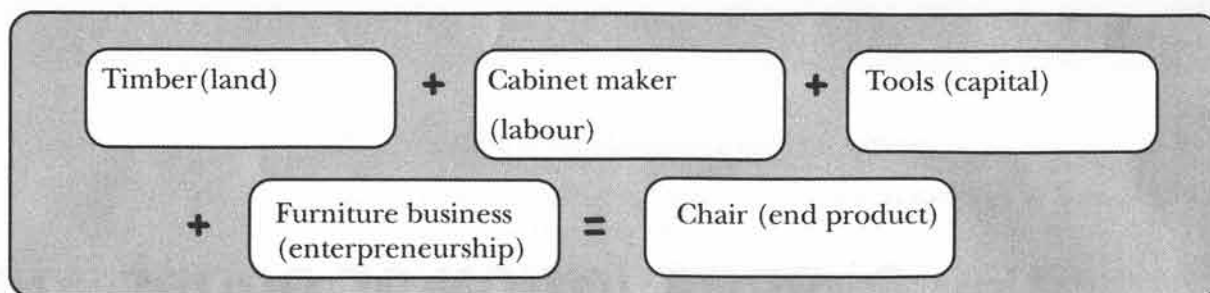 Timber(land) + Cabinet maker + Tools (capital)
(labour)
+ Furniture business = Chair (end product)
(enterpreneurship)